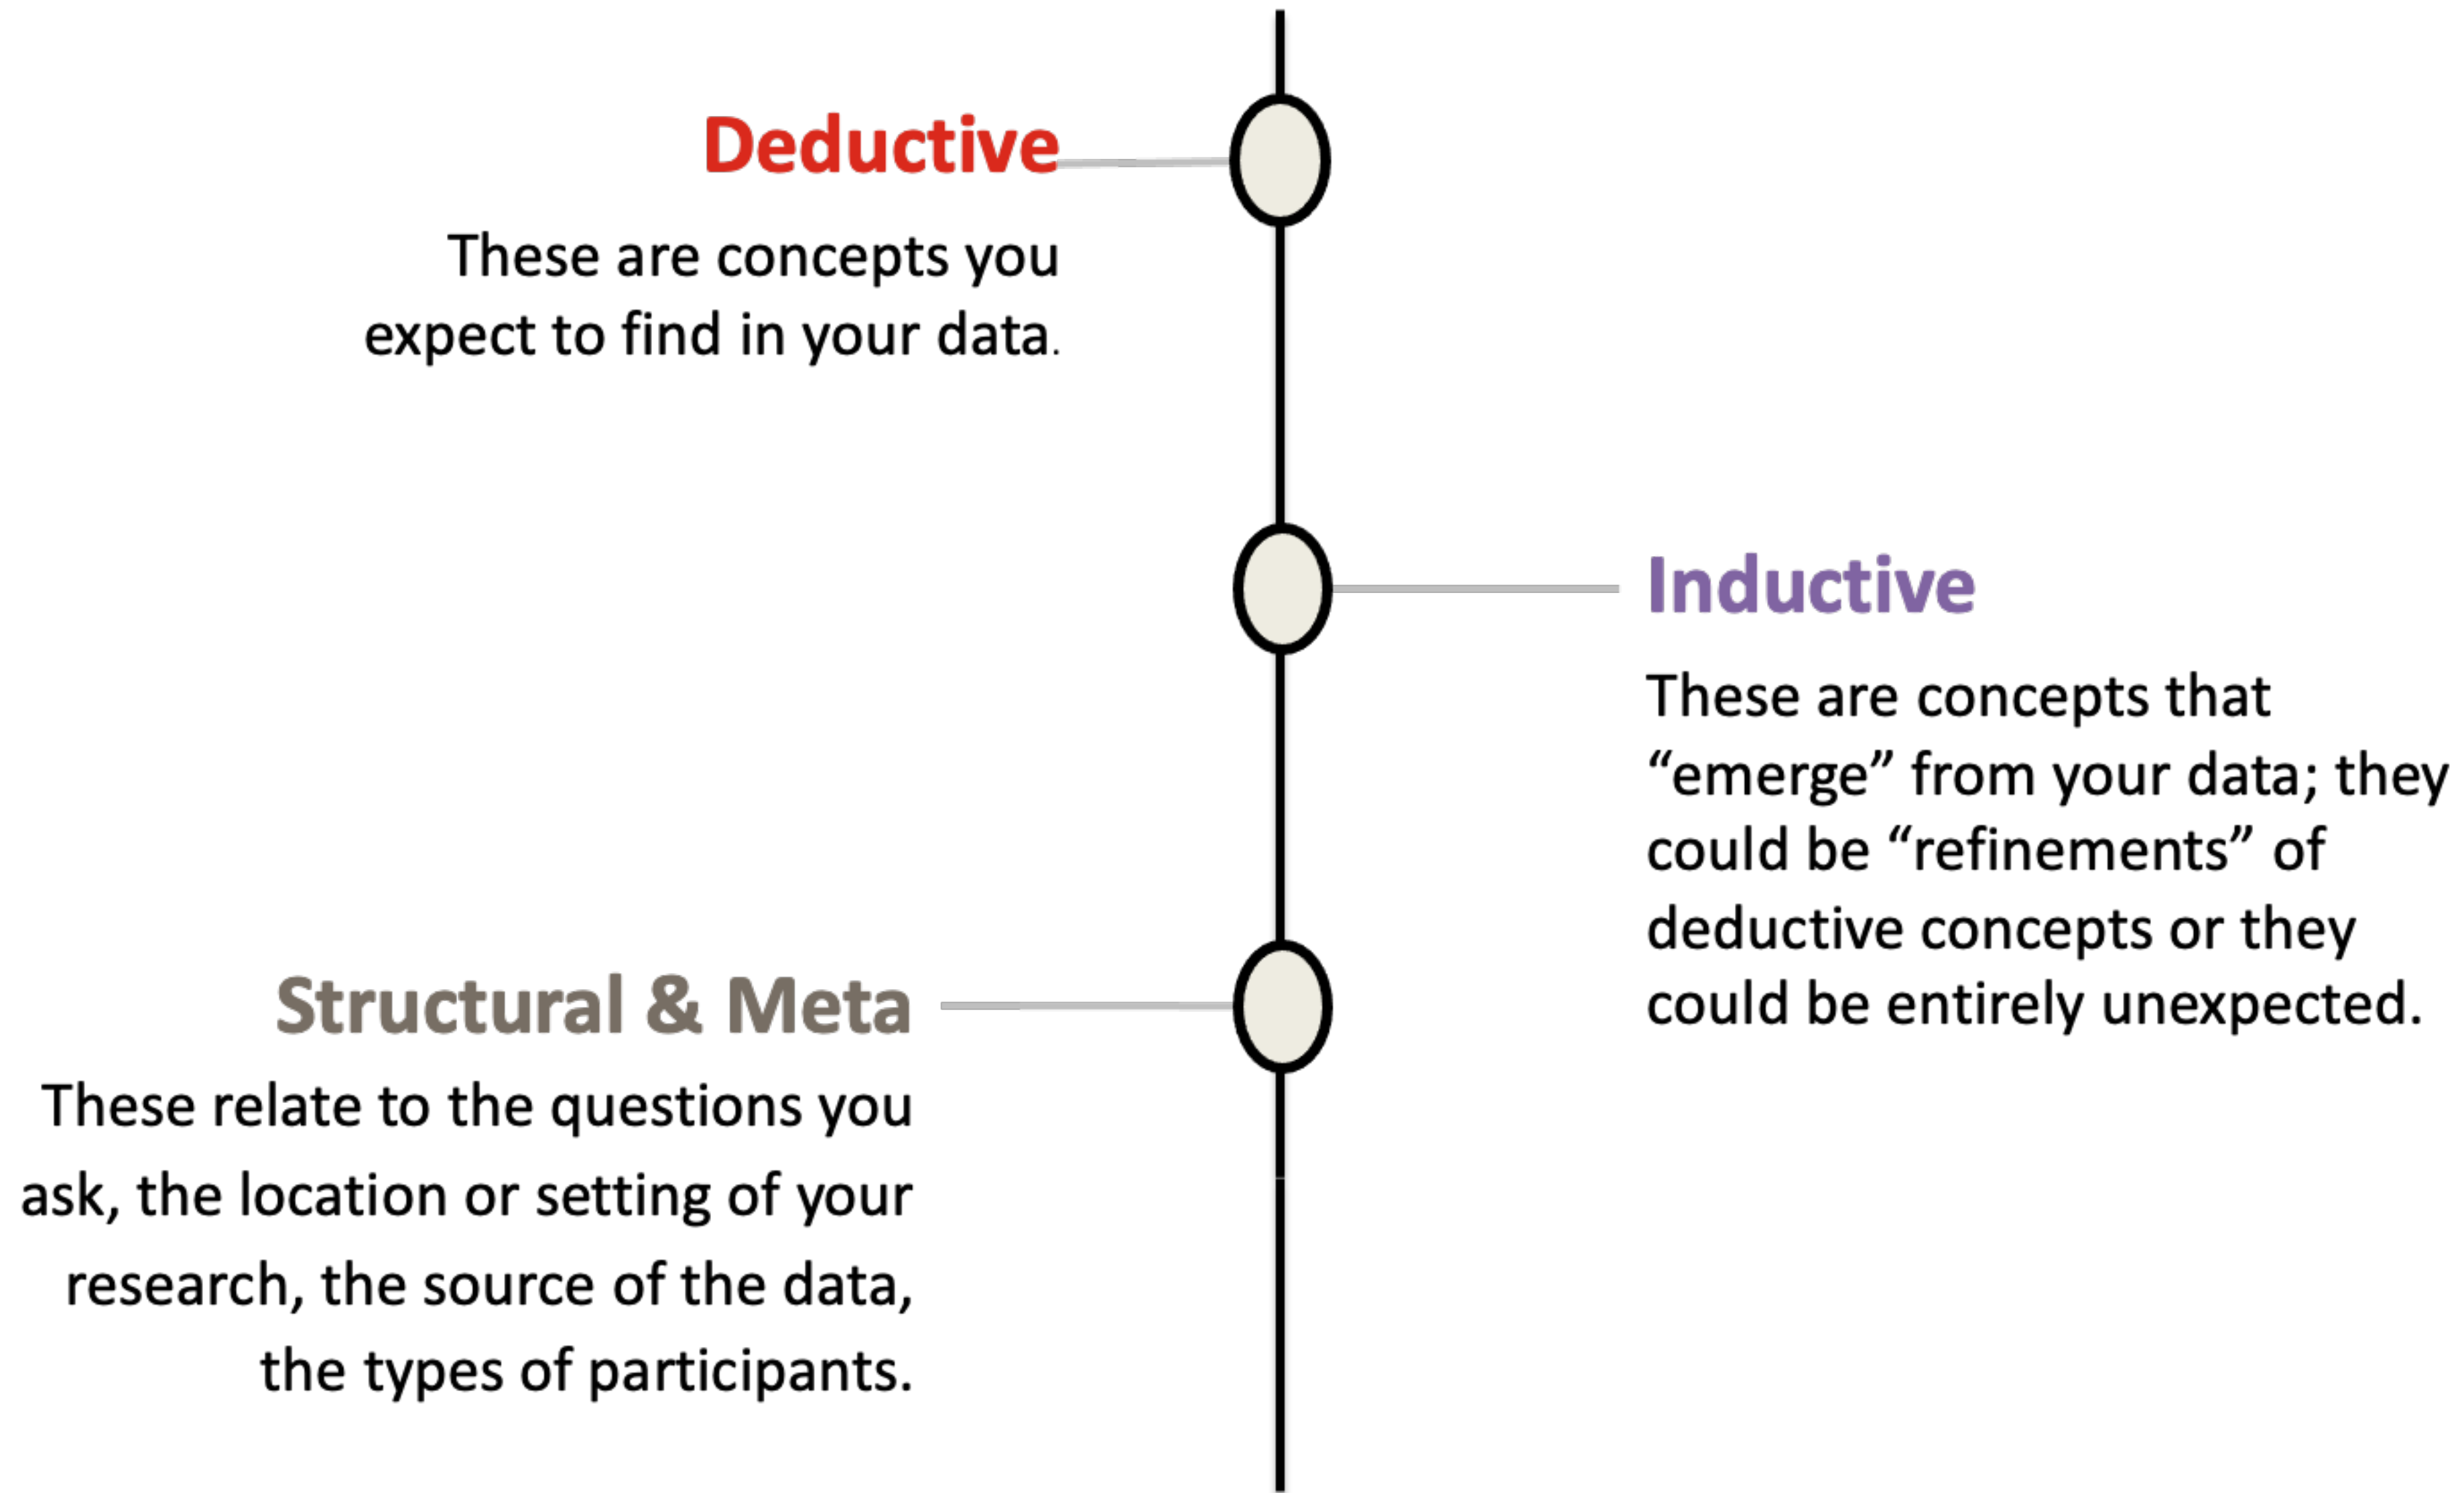 Deductive
These are concepts you
expect to find in your data.
Inductive
These are concepts that
“emerge” from your data; they
could be “refinements” of
deductive concepts or they
could be entirely unexpected.
Structural & Meta
These relate to the questions you
ask, the location or setting of your
research, the source of the data,
the types of participants.